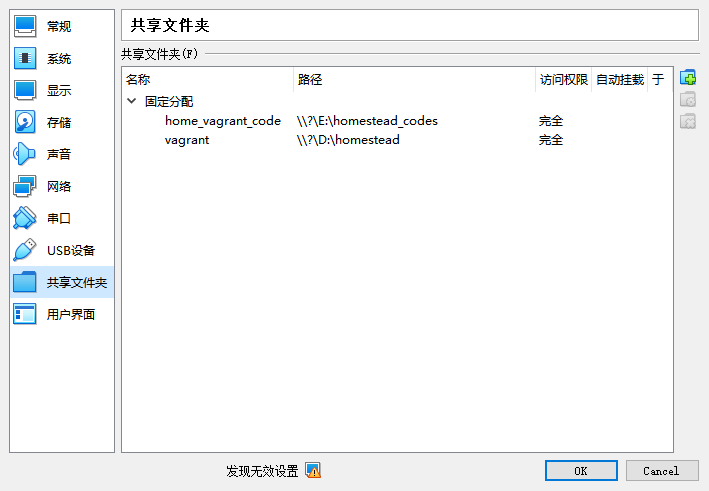 常规
系统
显示
存储
声音
网络
串口
USB设备
共享文件夹
用户界面
共享文件夹
共享文件夹(F)
名称 路径 访问权限 自动挂载 于
固定分配
home_vagrant_code \\?\E:\homestead_codes 完全
vagrant \\?\D:\homestead 完全
发现无效设置
OK Cancel